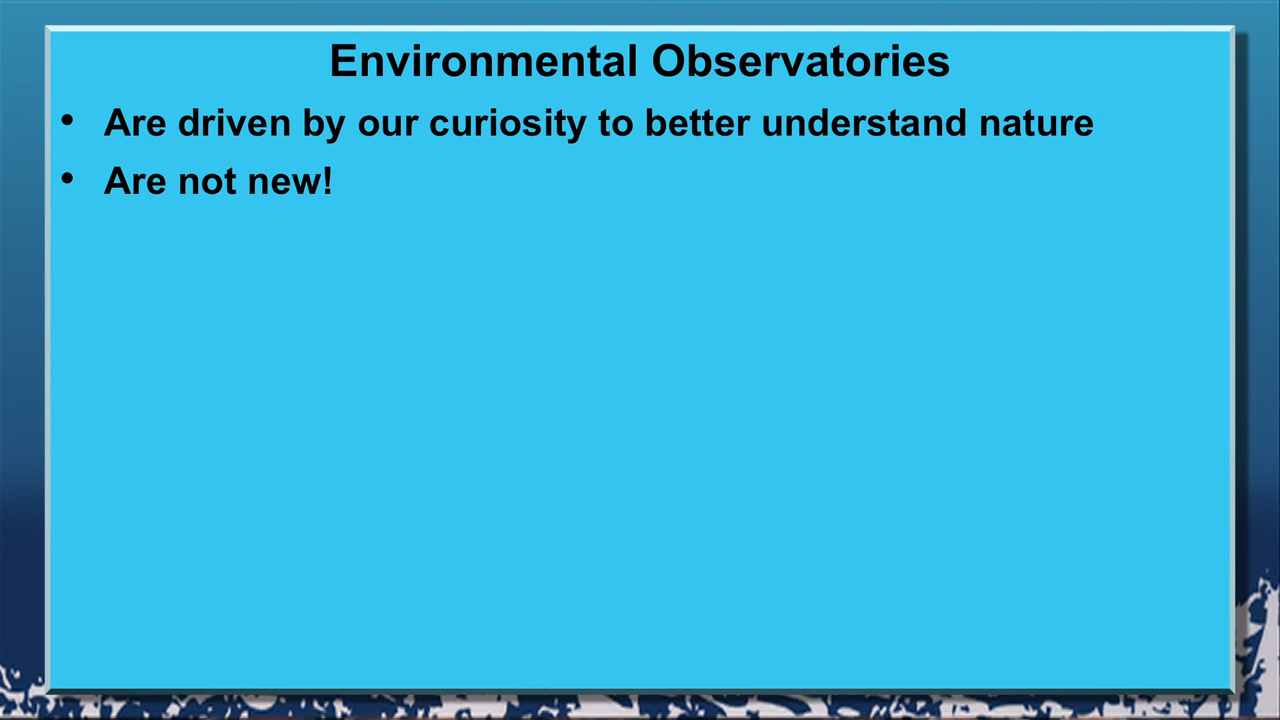 Environmental Observatories
• Are driven by our curiosity to better understand nature
• Are not new!